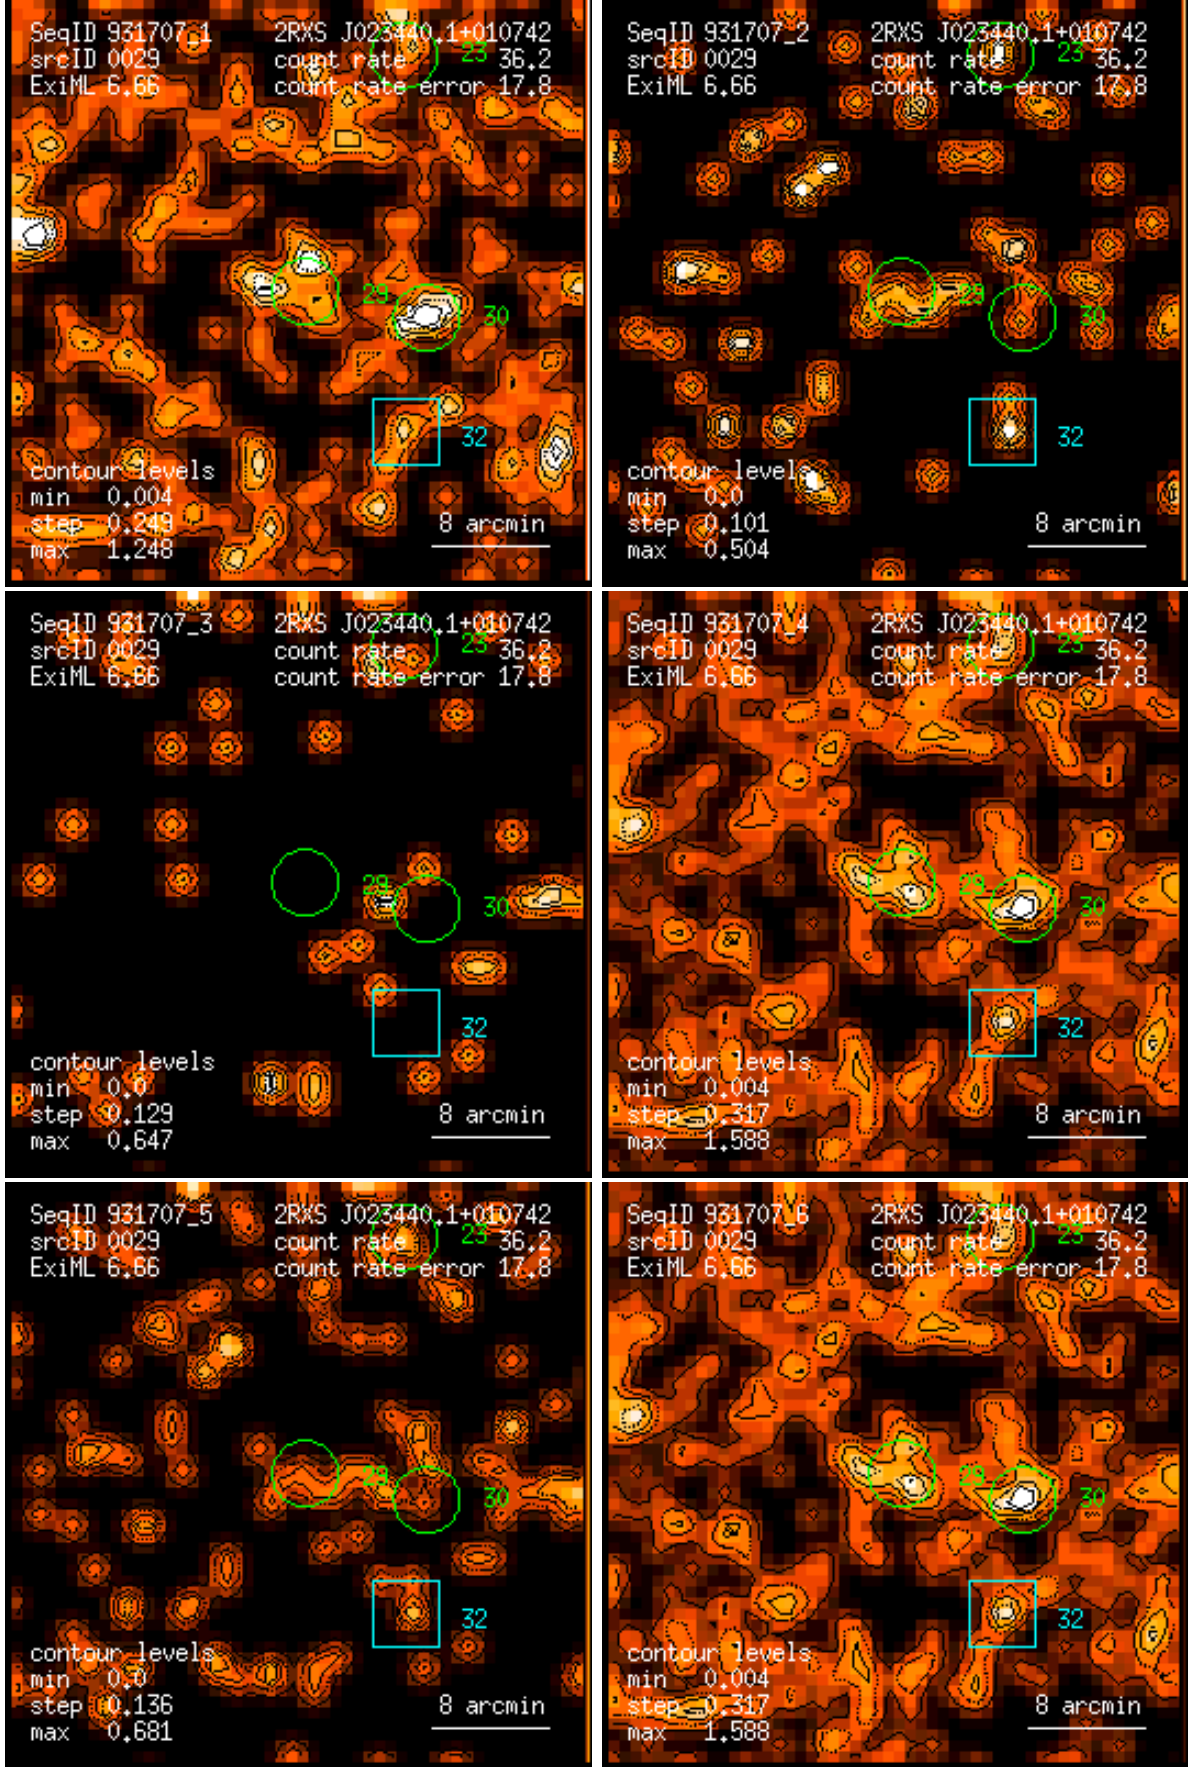 SeqID 931707_1 2RXS J023440.1+010742
srcID 0029 count rate 36.2 23
ExiML 6.66 count rate error 17.8
29
30
32
contour levels
min 0.004
step 0.249 8 arcmin
max 1.248
SeqID 931707_2 2RXS J023440.1+010742
srcID 0029 count rate 36.2 23
ExiML 6.66 count rate error 17.8
29
30
32
contour levels
min 0.0
step 0.101 8 arcmin
max 0.504
SeqID 931707_3 2RXS J023440.1+010742
srcID 0029 count rate 36.2 23
ExiML 6.66 count rate error 17.8
29
30
32
contour levels
min 0.0
step 0.129 8 arcmin
max 0.647
SeqID 931707_4 2RXS J023440.1+010742
srcID 0029 count rate 36.2 23
ExiML 6.66 count rate error 17.8
29
30
32
contour levels
min 0.004
step 0.317 8 arcmin
max 1.588
SeqID 931707_5 2RXS J023440.1+010742
srcID 0029 count rate 36.2 23
ExiML 6.66 count rate error 17.8
29
30
32
contour levels
min 0.0
step 0.136 8 arcmin
max 0.681
SeqID 931707_6 2RXS J023440.1+010742
srcID 0029 count rate 36.2 23
ExiML 6.66 count rate error 17.8
29
30
32
contour levels
min 0.004
step 0.317 8 arcmin
max 1.588